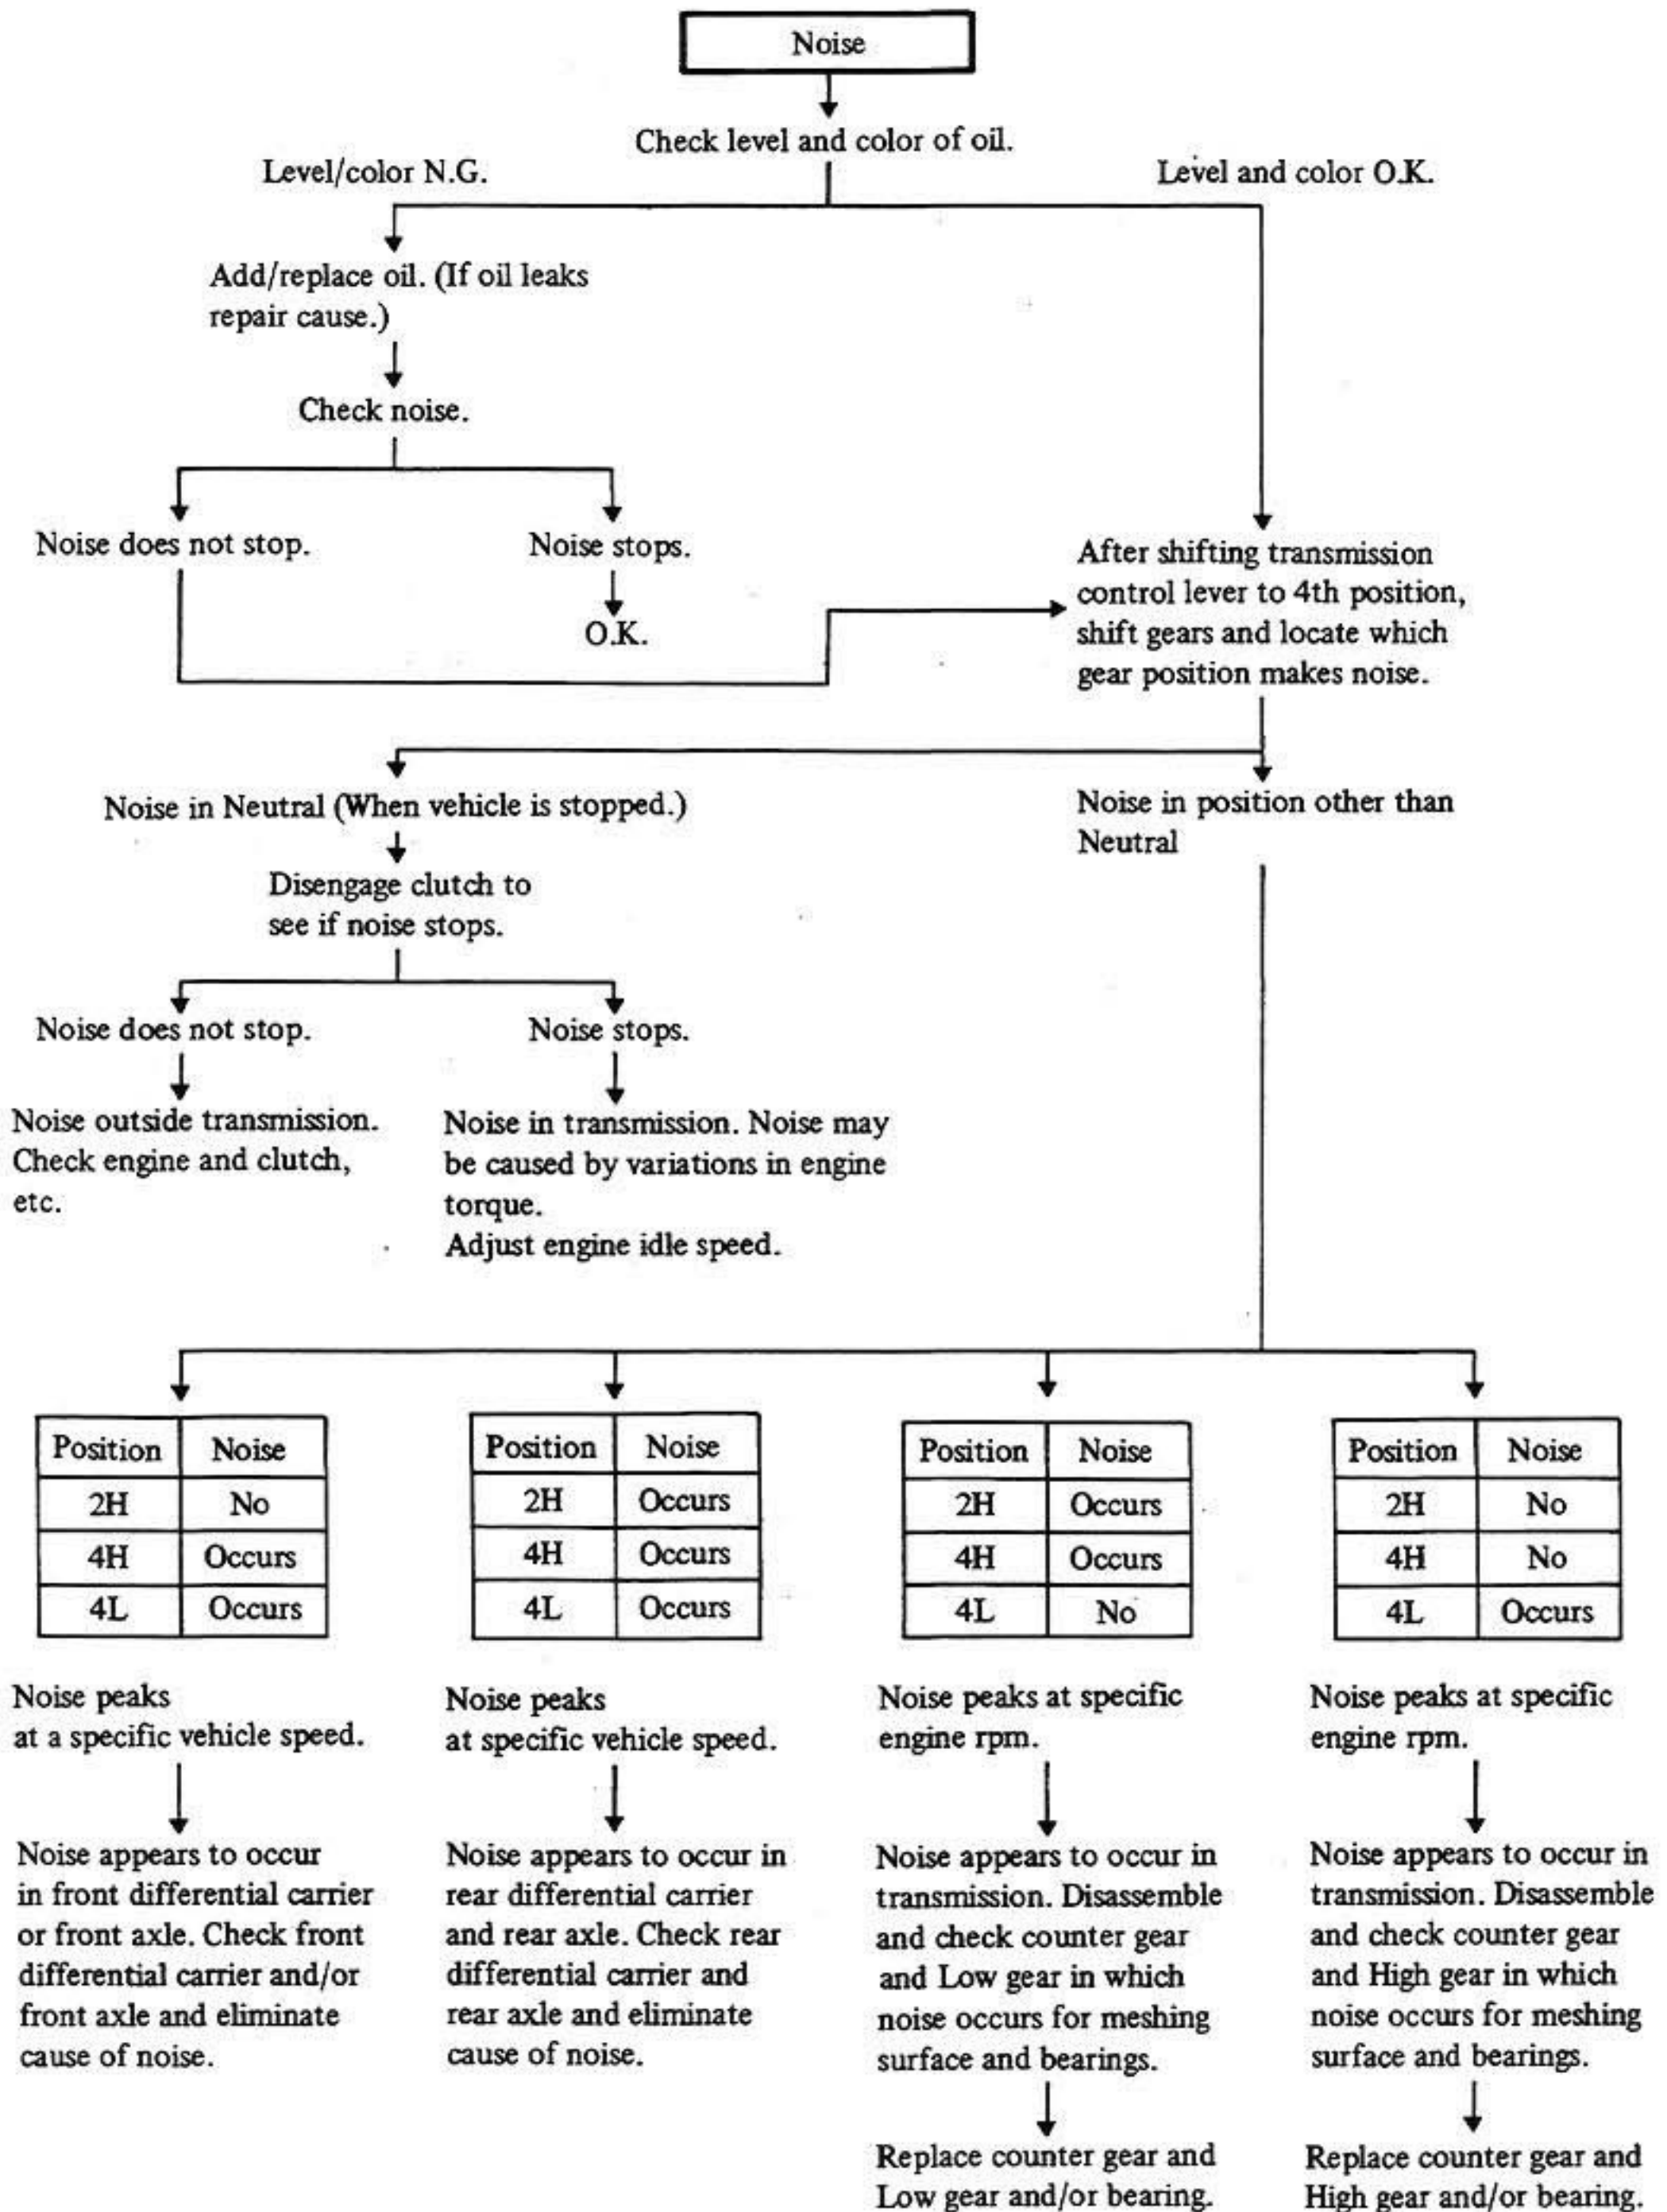 Noise
Check level and color of oil.
Level/color N.G.
Level and color O.K.
Add/replace oil. (If oil leaks
repair cause.)
Check noise.
Noise does not stop.
Noise stops.
O.K.
After shifting transmission
control lever to 4th position,
shift gears and locate which
gear position makes noise.
Noise in Neutral (When vehicle is stopped.)
Noise in position other than
Neutral
Disengage clutch to
see if noise stops.
Noise does not stop.
Noise stops.
Noise outside transmission.
Check engine and clutch,
etc.
Noise in transmission. Noise may
be caused by variations in engine
torque.
Adjust engine idle speed.
Position Noise
2H No
4H Occurs
4L Occurs
Noise peaks
at a specific vehicle speed.
Noise appears to occur
in front differential carrier
or front axle. Check front
differential carrier and/or
front axle and eliminate
cause of noise.
Position Noise
2H Occurs
4H Occurs
4L Occurs
Noise peaks
at specific vehicle speed.
Noise appears to occur in
rear differential carrier
and rear axle. Check rear
differential carrier and
rear axle and eliminate
cause of noise.
Position Noise
2H Occurs
4H Occurs
4L No
Noise peaks at specific
engine rpm.
Noise appears to occur in
transmission. Disassemble
and check counter gear
and Low gear in which
noise occurs for meshing
surface and bearings.
Replace counter gear and
Low gear and/or bearing.
Position Noise
2H No
4H No
4L Occurs
Noise peaks at specific
engine rpm.
Noise appears to occur in
transmission. Disassemble
and check counter gear
and High gear in which
noise occurs for meshing
surface and bearings.
Replace counter gear and
High gear and/or bearing.